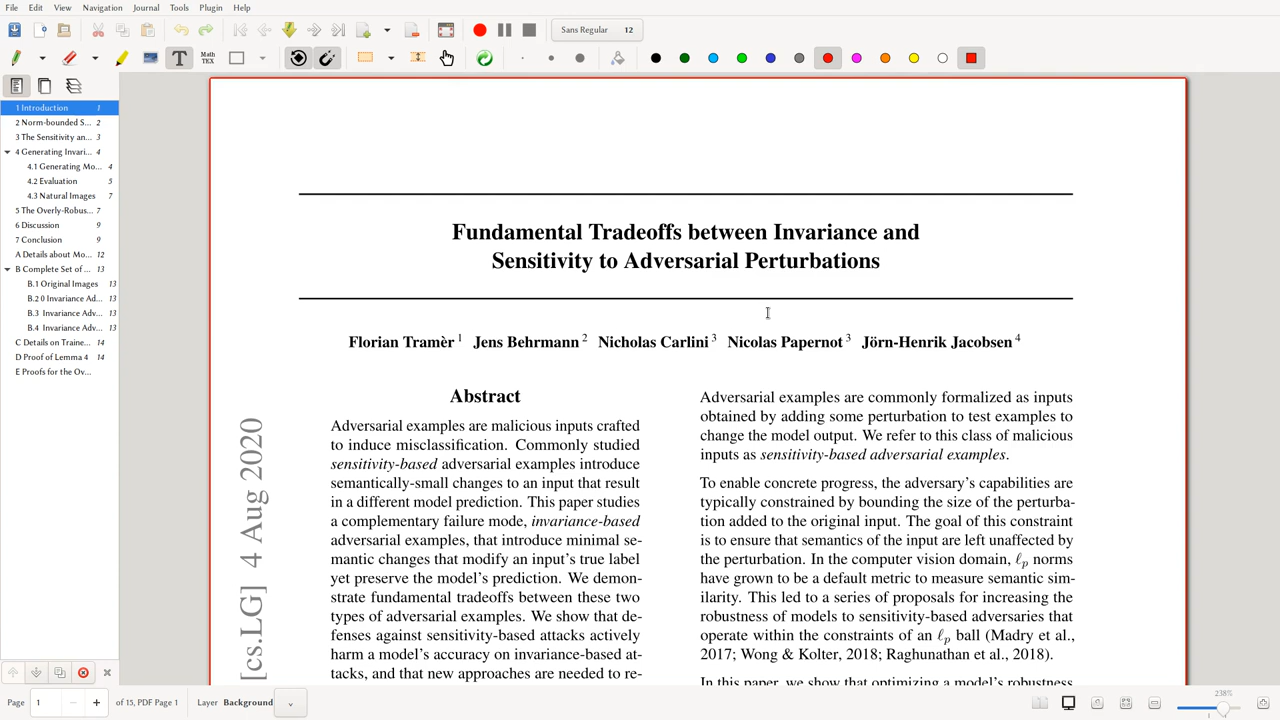 File Edit View Navigation Journal Tools Plugin Help
Sans Regular 12
T Math TEX
1 Introduction 1
2 Norm-bounded S... 2
3 The Sensitivity an... 3
4 Generating Invari... 4
4.1 Generating Mo... 4
4.2 Evaluation 5
4.3 Natural Images 7
5 The Overly-Robus... 7
6 Discussion 9
7 Conclusion 9
A Details about Mo... 12
B Complete Set of ... 13
B.1 Original Images 13
B.2 0 Invariance Ad... 13
B.3 Invariance Adv... 13
B.4 Invariance Adv... 13
C Details on Traine... 14
D Proof of Lemma 4 14
E Proofs for the Ov...
Fundamental Tradeoffs between Invariance and
Sensitivity to Adversarial Perturbations
Florian Tramèr 1 Jens Behrmann 2 Nicholas Carlini 3 Nicolas Papernot 3 Jörn-Henrik Jacobsen 4
[cs.LG] 4 Aug 2020
Abstract
Adversarial examples are malicious inputs crafted
to induce misclassification. Commonly studied
sensitivity-based adversarial examples introduce
semantically-small changes to an input that result
in a different model prediction. This paper studies
a complementary failure mode, invariance-based
adversarial examples, that introduce minimal se-
mantic changes that modify an input's true label
yet preserve the model's prediction. We demon-
strate fundamental tradeoffs between these two
types of adversarial examples. We show that de-
fenses against sensitivity-based attacks actively
harm a model's accuracy on invariance-based at-
tacks, and that new approaches are needed to re-
Adversarial examples are commonly formalized as inputs
obtained by adding some perturbation to test examples to
change the model output. We refer to this class of malicious
inputs as sensitivity-based adversarial examples.
To enable concrete progress, the adversary's capabilities are
typically constrained by bounding the size of the perturba-
tion added to the original input. The goal of this constraint
is to ensure that semantics of the input are left unaffected by
the perturbation. In the computer vision domain, ℓp norms
have grown to be a default metric to measure semantic sim-
ilarity. This led to a series of proposals for increasing the
robustness of models to sensitivity-based adversaries that
operate within the constraints of an ℓp ball (Madry et al.,
2017; Wong & Kolter, 2018; Raghunathan et al., 2018).
In this paper, we show that optimizing a model's robustness
Page 1 of 15, PDF Page 1 Layer Background
238%